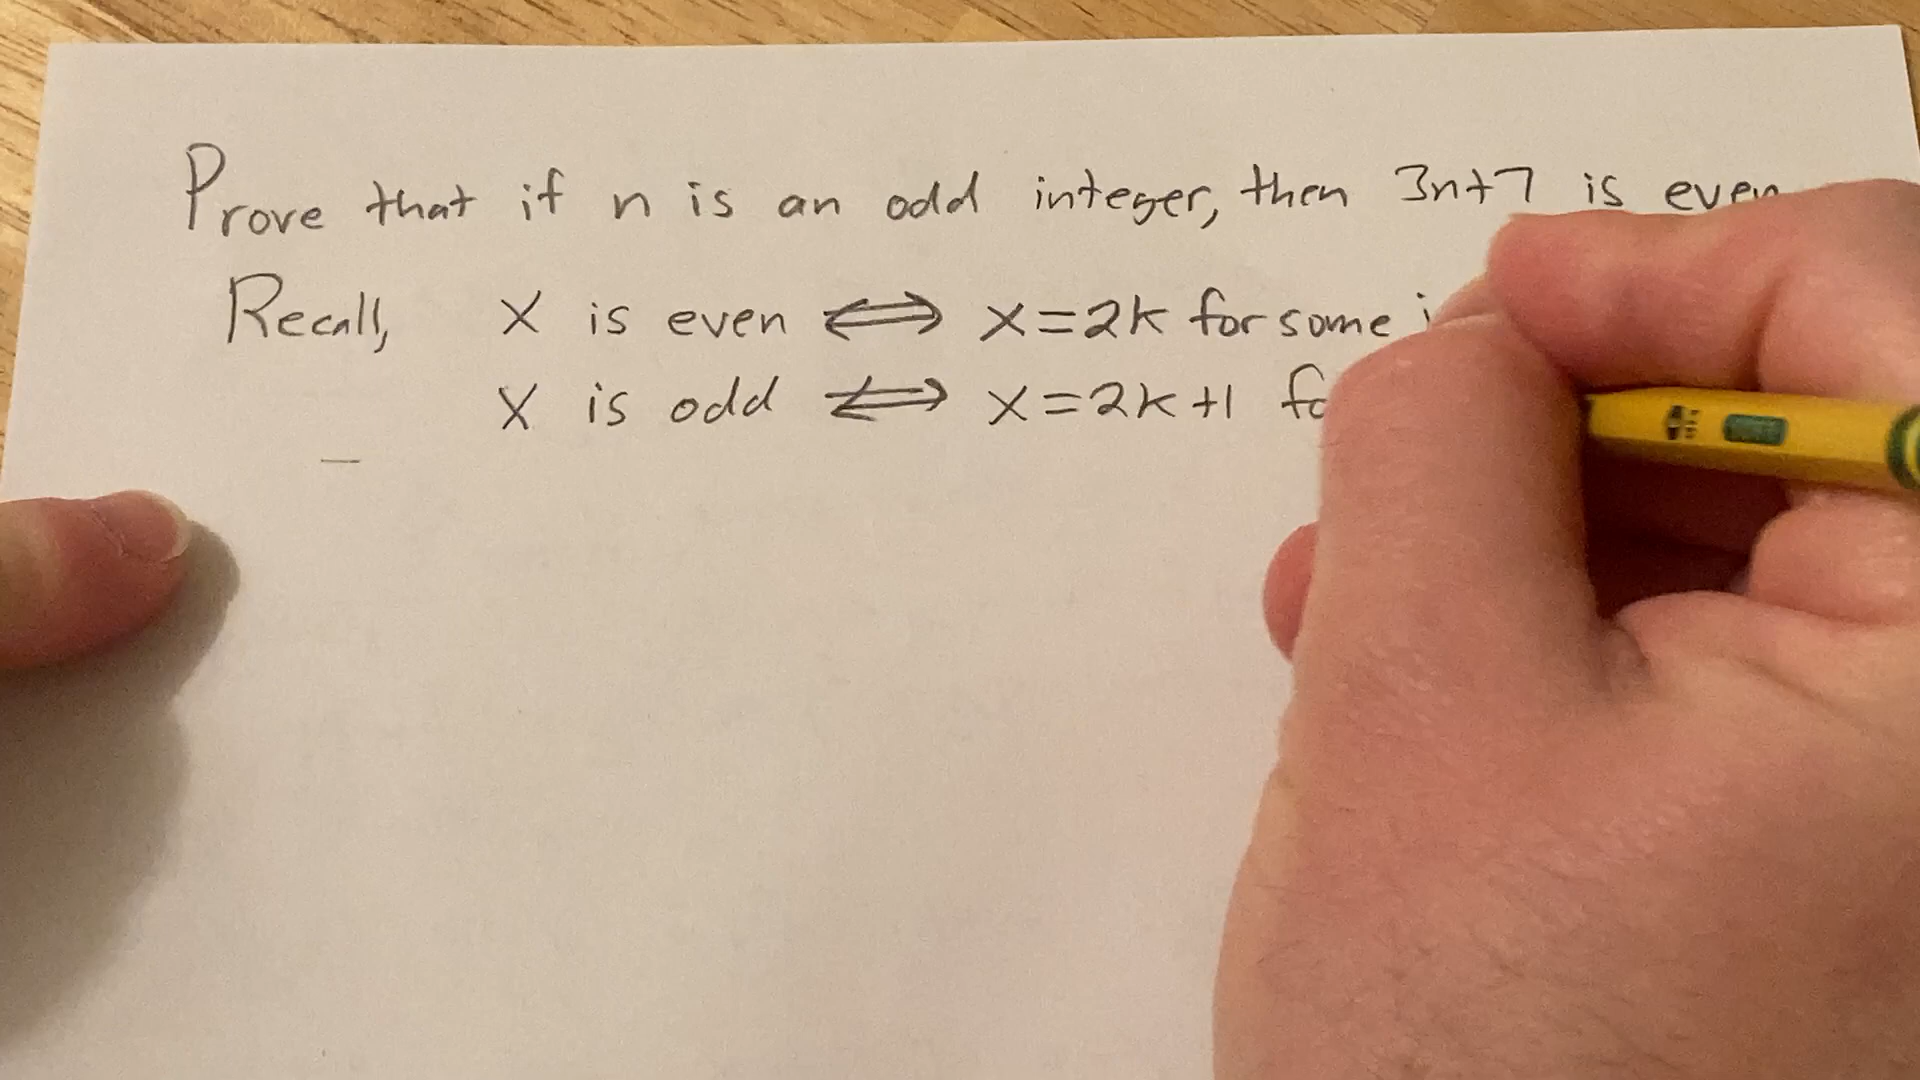 Prove that if n is an odd integer, then 3n+7 is even
Recall, X is even ⟺ x=2k for some
X is odd ⟺ x=2k+1